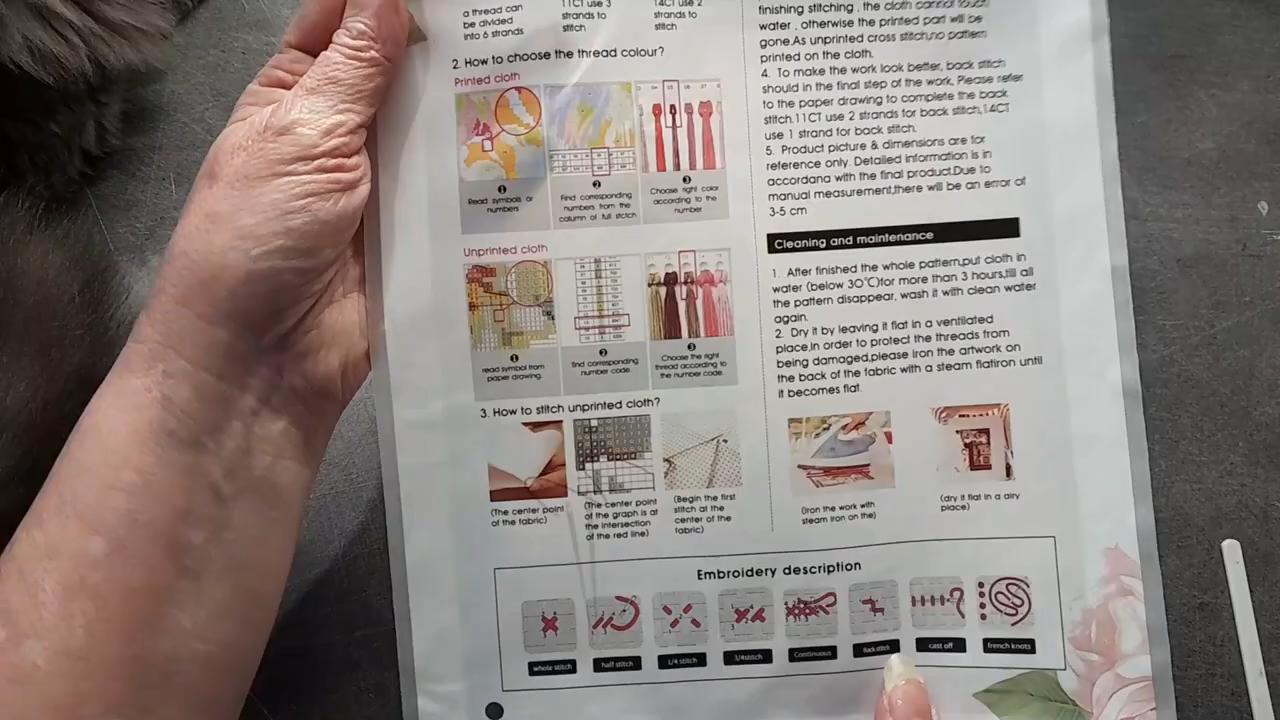 a thread can
be divided
into 6 strands
11CT use 3
strands to
stitch
14CT use 2
strands to
stitch
2. How to choose the thread colour?
Printed cloth
1
Read symbols or
numbers
2
Find corresponding
numbers from the
column of full stctch
3
Choose right color
according to the
number
Unprinted cloth
1
read symbol from
paper drawing.
2
find corresponding
number code.
3
Choose the right
thread according to
the number code.
3. How to stitch unprinted cloth?
(The center point
of the fabric)
(The center point
of the graph is at
the intersection
of the red line)
(Begin the first
stitch at the
center of the
fabric)
finishing stitching , the cloth cannot touch
water , otherwise the printed part will be
gone.As unprinted cross stitch,no pattern
printed on the cloth.
4. To make the work look better, back stitch
should in the final step of the work, Please refer
to the paper drawing to complete the back
stitch.11CT use 2 strands for back stitch,14CT
use 1 strand for back stitch.
5. Product picture & dimensions are for
reference only. Detailed information is in
accordana with the final product.Due to
manual measurement,there will be an error of
3-5 cm
Cleaning and maintenance
1. After finished the whole pattern,put cloth in
water (below 30°C)for more than 3 hours,till all
the pattern disappear, wash it with clean water
again.
2. Dry it by leaving it flat in a ventilated
place,In order to protect the threads from
being damaged,please iron the artwork on
the back of the fabric with a steam flatiron until
it becomes flat.
(Iron the work with
steam iron on the)
(dry it flat in a airy
place)
Embroidery description
whole stitch
half stitch
1/4 stitch
3/4stitch
Continuous
Back stitch
cast off
french knots